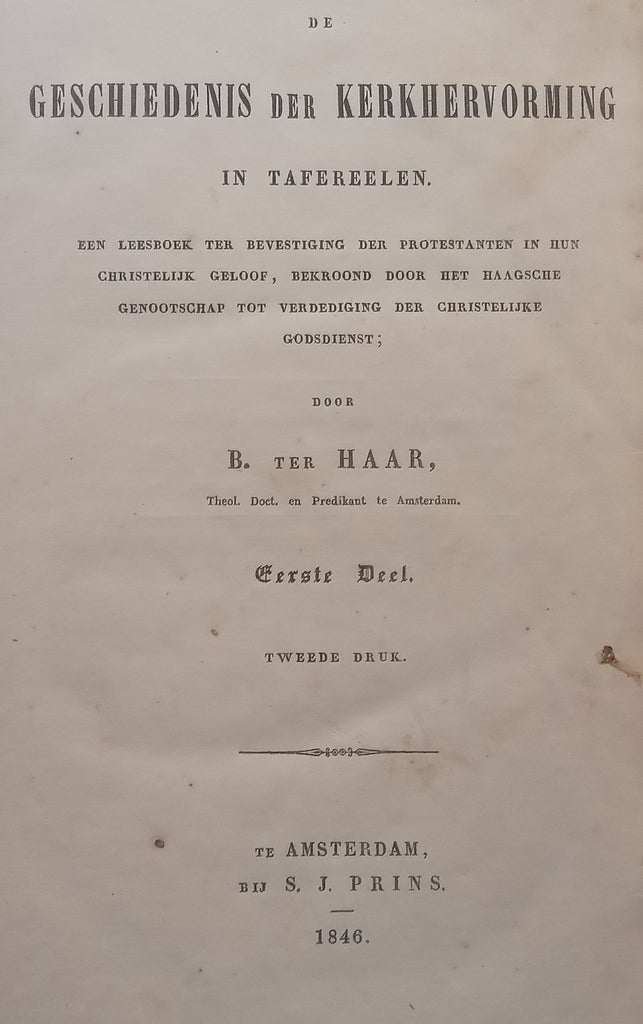 DE
GESCHIEDENIS DER KERKHERVORMING
IN TAFEREELEN.
EEN LEESBOEK TER BEVESTIGING DER PROTESTANTEN IN HUN
CHRISTELIJK GELOOF, BEKROOND DOOR HET HAAGSCHE
GENOOTSCHAP TOT VERDEDIGING DER CHRISTELIJKE
GODSDIENST;
DOOR
B. TER HAAR,
Theol. Doct. en Predikant te Amsterdam.
Eerste Deel.
TWEEDE DRUK.
TE AMSTERDAM,
BIJ S. J. PRINS.
1846.